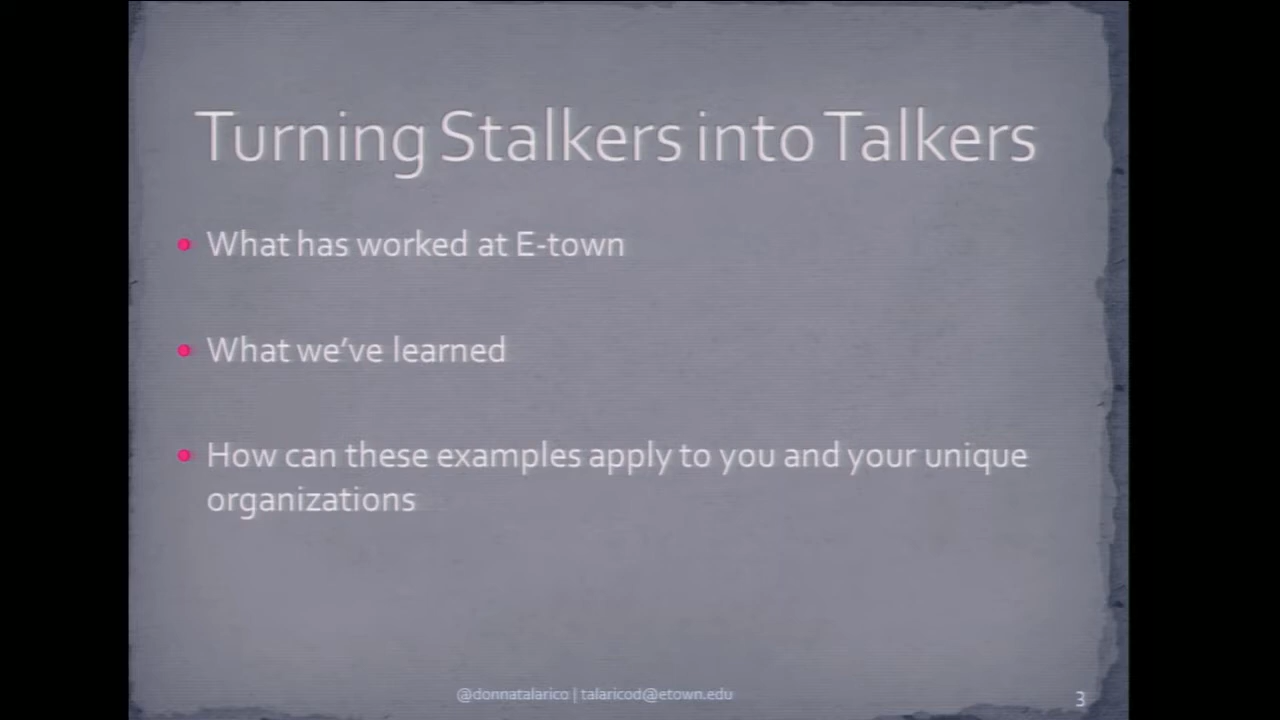 Turning Stalkers into Talkers
• What has worked at E-town
• What we’ve learned
• How can these examples apply to you and your unique
organizations
@donnatalarico | talaricod@etown.edu
3